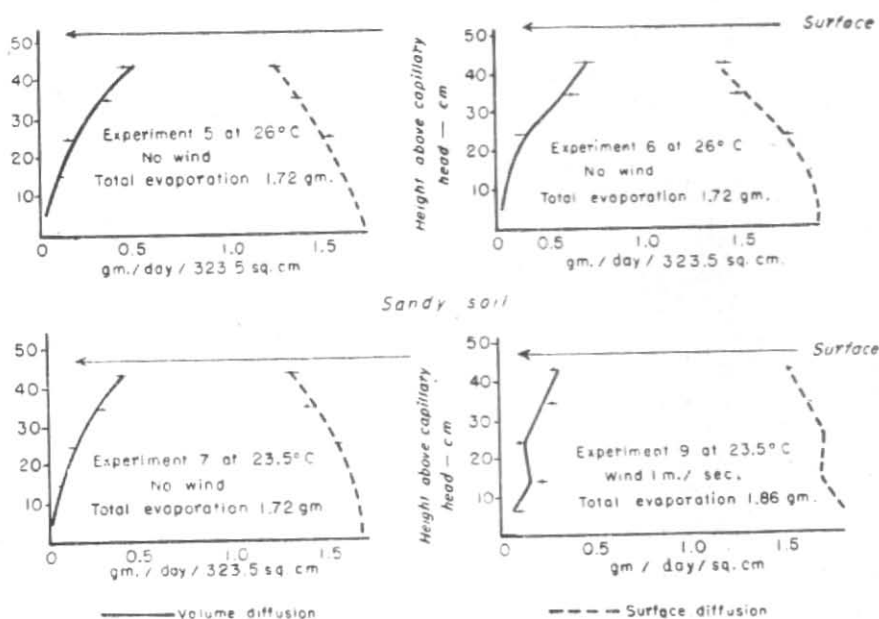 Surface
50
40
30
20
10
Experiment 5 at 26°C
No wind
Total evaporation 1.72 gm.
0
0.5
1.0
1.5
gm./day/323.5 sq.cm
Height above capillary
head — cm
50
40
30
20
10
Experiment 6 at 26°C
No wind
Total evaporation 1.72 gm.
0
0.5
1.0
1.5
gm./day/323.5 sq.cm.
Sandy soil
50
40
30
20
10
Experiment 7 at 23.5°C
No wind
Total evaporation 1.72 gm
0
0.5
1.0
1.5
gm./day/323.5 sq.cm
Surface
Height above capillary
head — cm
50
40
30
20
10
Experiment 9 at 23.5°C
Wind 1 m./ sec.
Total evaporation 1.86 gm.
0
0.5
1.0
1.5
gm / day/sq.cm
Volume diffusion
Surface diffusion